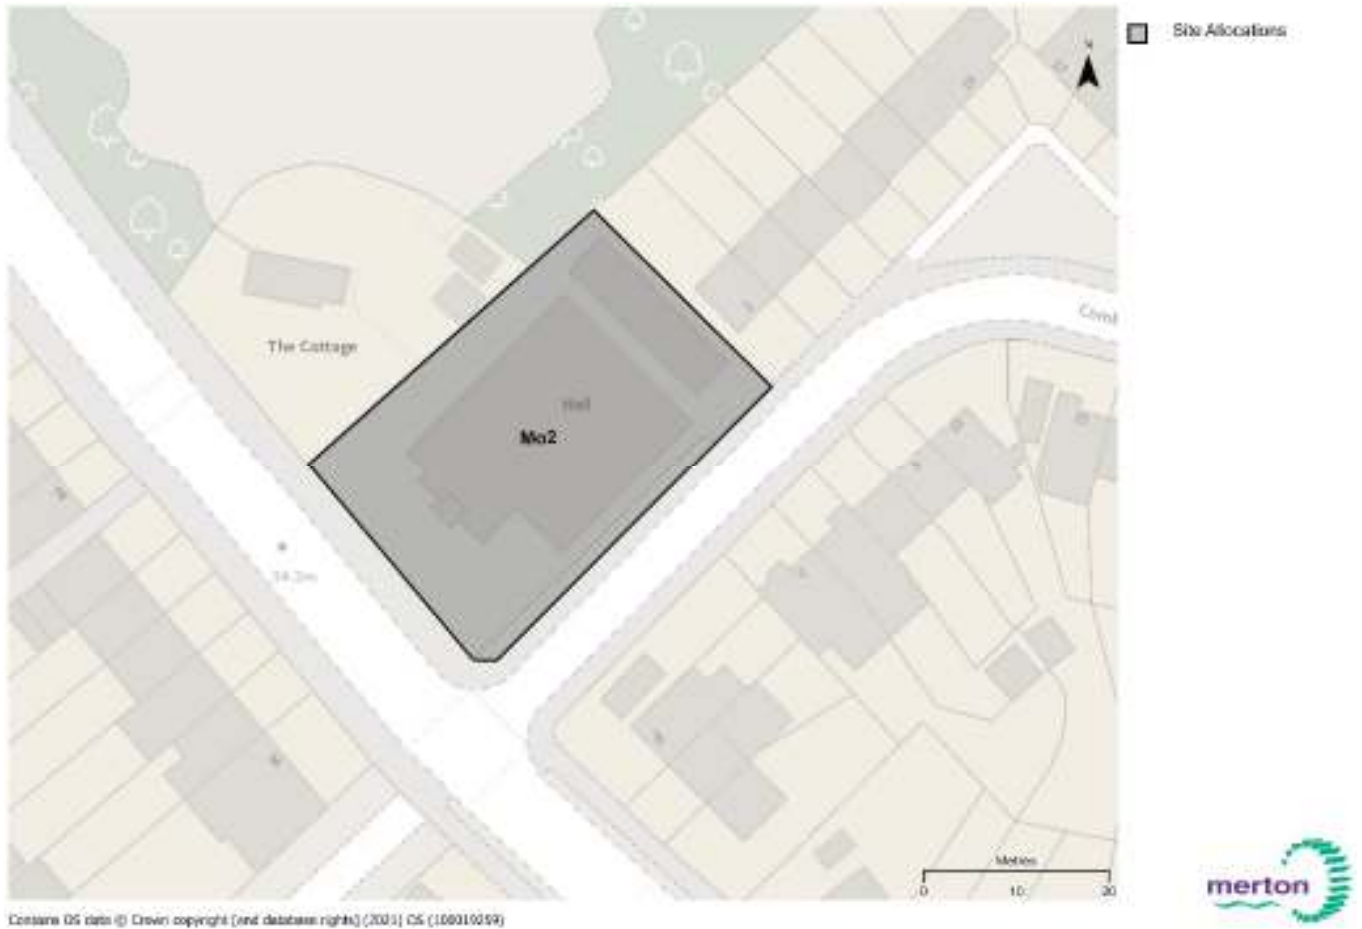 Site Allocations
N
The Cottage
Hall
Mo2
Metres
0 10 20
merton
Contains OS data © Crown copyright [and database rights] (2021) OS (100019259)